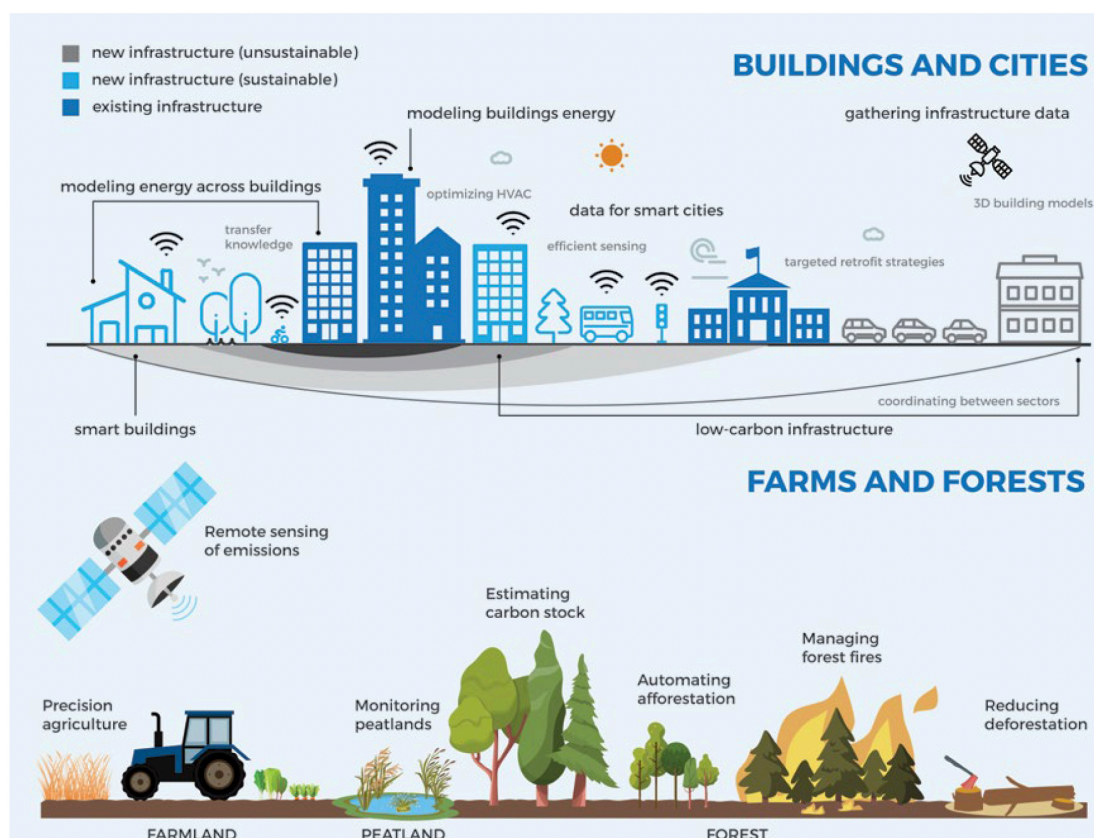 new infrastructure (unsustainable)
new infrastructure (sustainable)
existing infrastructure
BUILDINGS AND CITIES
modeling buildings energy
gathering infrastructure data
modeling energy across buildings
optimizing HVAC
3D building models
data for smart cities
transfer
knowledge
efficient sensing
targeted retrofit strategies
coordinating between sectors
smart buildings
low-carbon infrastructure
FARMS AND FORESTS
Remote sensing
of emissions
Estimating
carbon stock
Managing
forest fires
Automating
afforestation
Precision
agriculture
Monitoring
peatlands
Reducing
deforestation
FARMLAND
PEATLAND
FOREST